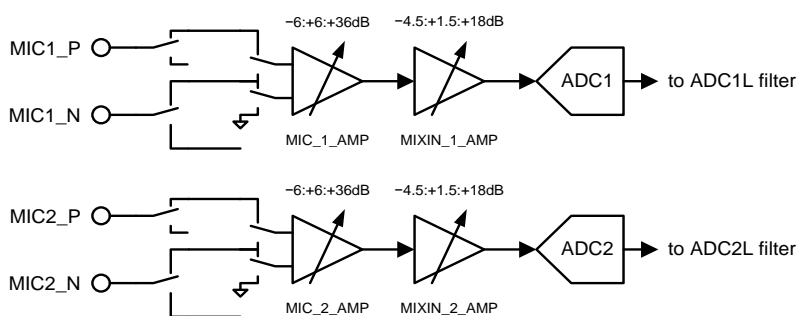 −6:+6:+36dB
−4.5:+1.5:+18dB
MIC1_P
ADC1
to ADC1L filter
MIC1_N
MIC_1_AMP
MIXIN_1_AMP
−6:+6:+36dB
−4.5:+1.5:+18dB
MIC2_P
ADC2
to ADC2L filter
MIC2_N
MIC_2_AMP
MIXIN_2_AMP